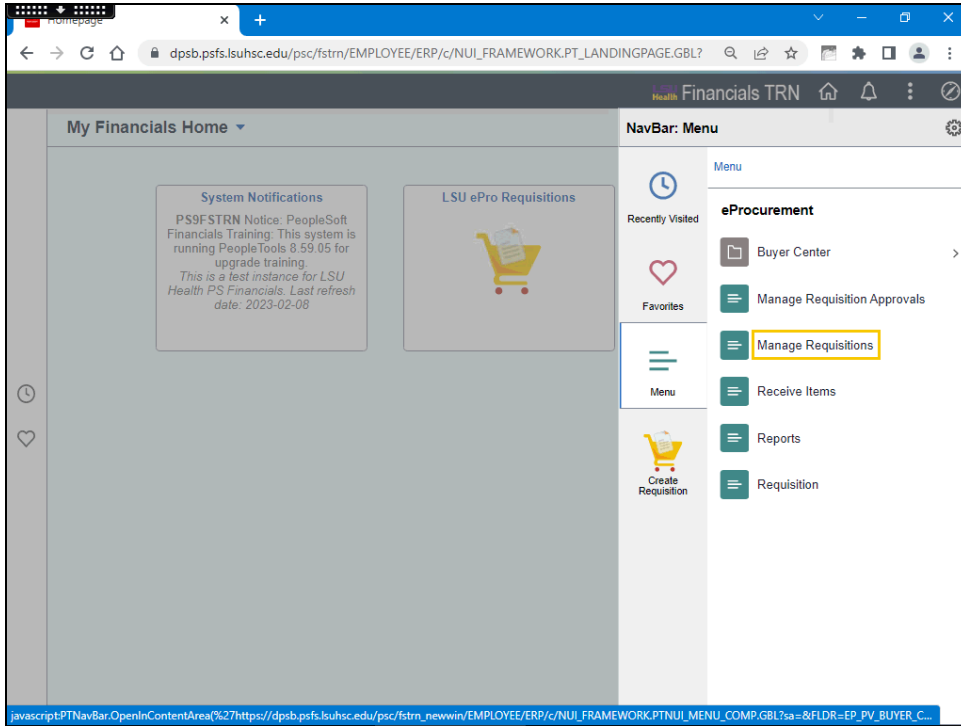 Homepage
dpsb.psfs.lsuhsc.edu/psc/fstrn/EMPLOYEE/ERP/c/NUI_FRAMEWORK.PT_LANDINGPAGE.GBL?
Health Financials TRN
My Financials Home
NavBar: Menu
System Notifications
PS9FSTRN Notice: PeopleSoft
Financials Training: This system is
running PeopleTools 8.59.05 for
upgrade training.
This is a test instance for LSU
Health PS Financials. Last refresh
date: 2023-02-08
LSU ePro Requisitions
Recently Visited
Favorites
Menu
Create
Requisition
Menu
eProcurement
Buyer Center
Manage Requisition Approvals
Manage Requisitions
Receive Items
Reports
Requisition
javascript:PTNavBar.OpenInContentArea(%27https://dpsb.psfs.lsuhsc.edu/psc/fstrn_newwin/EMPLOYEE/ERP/c/NUI_FRAMEWORK.PTNUI_MENU_COMP.GBL?sa=&FLDR=EP_PV_BUYER_C...